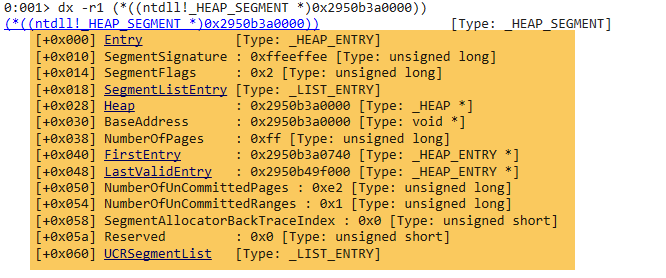 0:001> dx -r1 (*((ntdll!_HEAP_SEGMENT *)0x2950b3a0000))
(*((ntdll!_HEAP_SEGMENT *)0x2950b3a0000)) [Type: _HEAP_SEGMENT]
[+0x000] Entry [Type: _HEAP_ENTRY]
[+0x010] SegmentSignature : 0xffeeffee [Type: unsigned long]
[+0x014] SegmentFlags : 0x2 [Type: unsigned long]
[+0x018] SegmentListEntry [Type: _LIST_ENTRY]
[+0x028] Heap : 0x2950b3a0000 [Type: _HEAP *]
[+0x030] BaseAddress : 0x2950b3a0000 [Type: void *]
[+0x038] NumberOfPages : 0xff [Type: unsigned long]
[+0x040] FirstEntry : 0x2950b3a0740 [Type: _HEAP_ENTRY *]
[+0x048] LastValidEntry : 0x2950b49f000 [Type: _HEAP_ENTRY *]
[+0x050] NumberOfUnCommittedPages : 0xe2 [Type: unsigned long]
[+0x054] NumberOfUnCommittedRanges : 0x1 [Type: unsigned long]
[+0x058] SegmentAllocatorBackTraceIndex : 0x0 [Type: unsigned short]
[+0x05a] Reserved : 0x0 [Type: unsigned short]
[+0x060] UCRSegmentList [Type: _LIST_ENTRY]